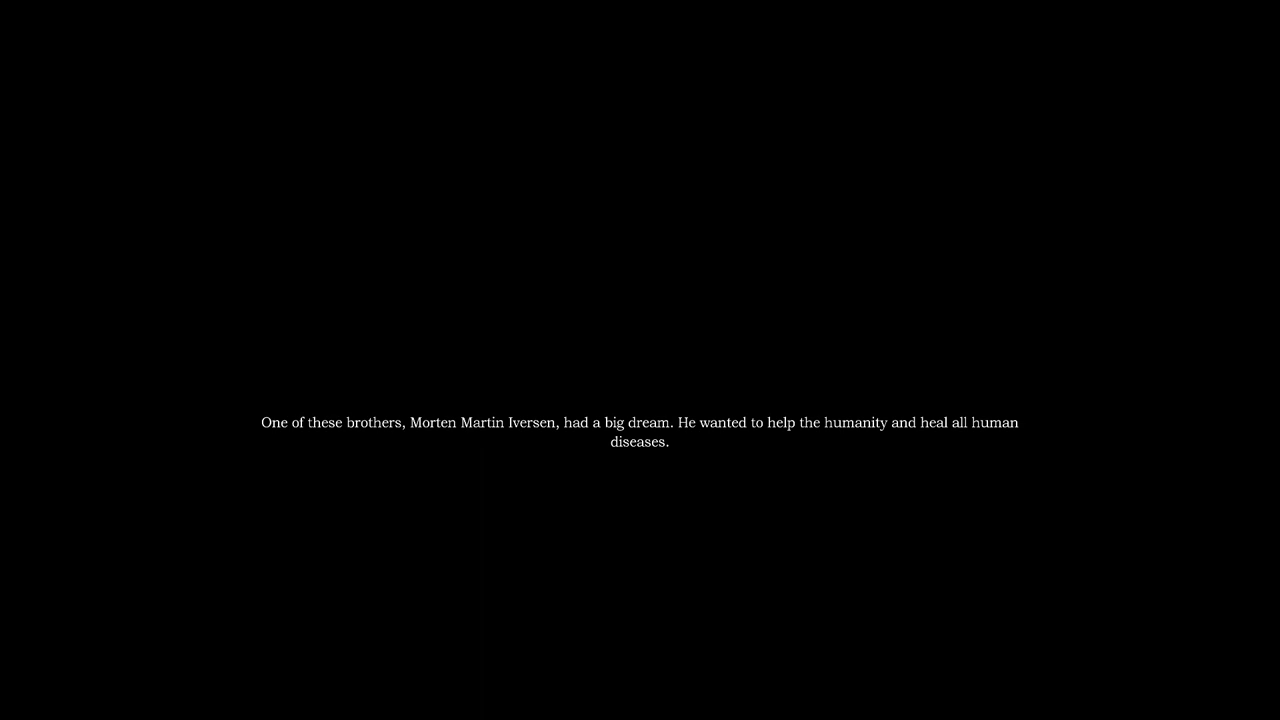 One of these brothers, Morten Martin Iversen, had a big dream. He wanted to help the humanity and heal all human
diseases.